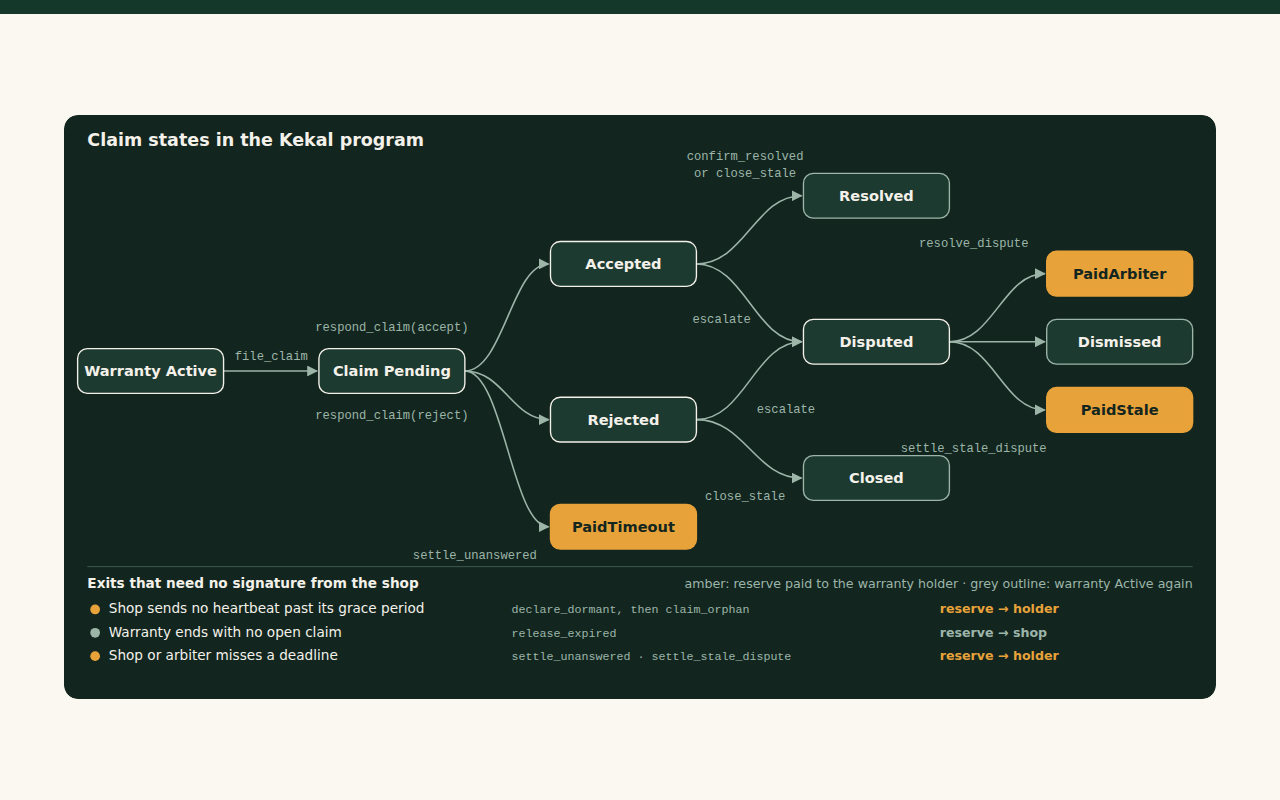 Claim states in the Kekal program
confirm_resolved
or close_stale
Resolved
resolve_dispute
Accepted
PaidArbiter
respond_claim(accept)
escalate
Disputed
Dismissed
Warranty Active
file_claim
Claim Pending
respond_claim(reject)
Rejected
escalate
PaidStale
settle_stale_dispute
Closed
close_stale
PaidTimeout
settle_unanswered
Exits that need no signature from the shop
amber: reserve paid to the warranty holder · grey outline: warranty Active again
Shop sends no heartbeat past its grace period declare_dormant, then claim_orphan reserve → holder
Warranty ends with no open claim release_expired reserve → shop
Shop or arbiter misses a deadline settle_unanswered · settle_stale_dispute reserve → holder